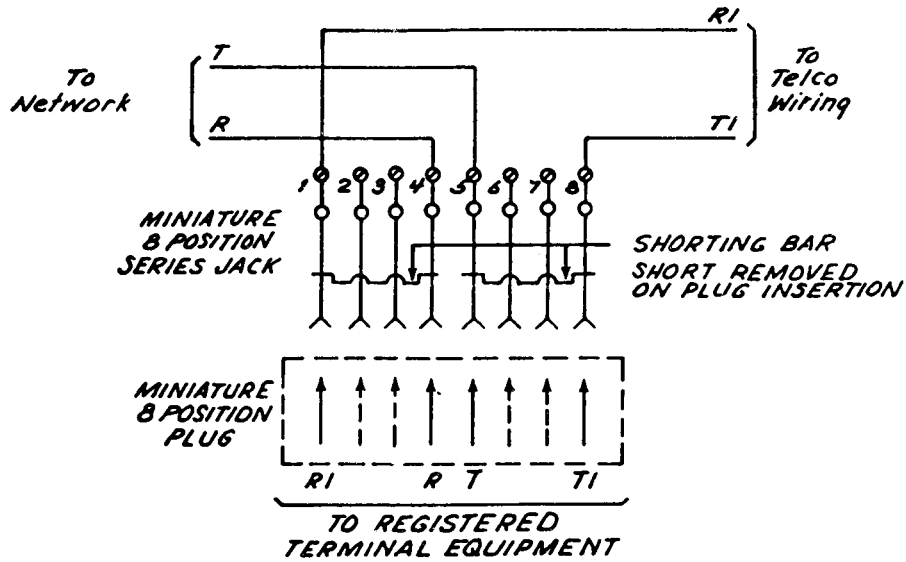 R1
T
To
Network
To
Telco
Wiring
R
T1
1 2 3 4 5 6 7 8
MINIATURE
8 POSITION
SERIES JACK
SHORTING BAR
SHORT REMOVED
ON PLUG INSERTION
MINIATURE
8 POSITION
PLUG
R1 R T T1
TO REGISTERED
TERMINAL EQUIPMENT